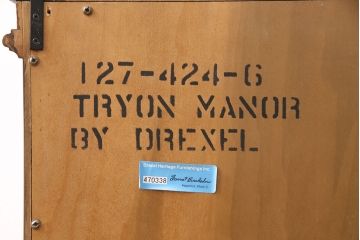 127-424-6
TRYON MANOR
BY DREXEL
Drexel Heritage Furnishings Inc.
470338